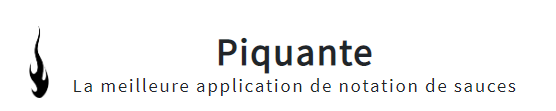 Piquante
La meilleure application de notation de sauces